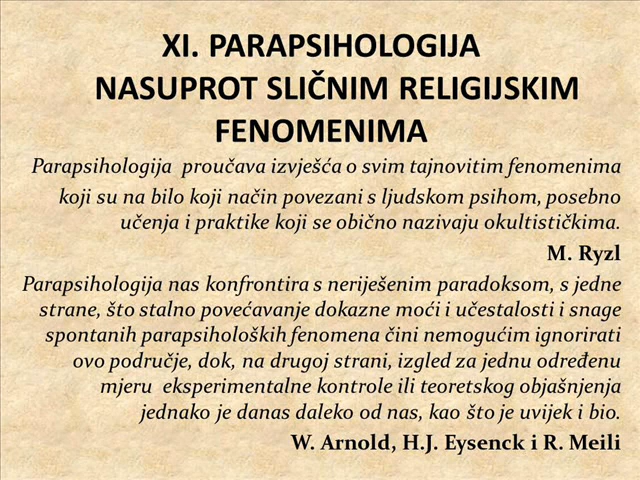 XI. PARAPSIHOLOGIJA
NASUPROT SLIČNIM RELIGIJSKIM
FENOMENIMA
Parapsihologija proučava izvješća o svim tajnovitim fenomenima
koji su na bilo koji način povezani s ljudskom psihom, posebno
učenja i praktike koji se obično nazivaju okultističkima.
M. Ryzl
Parapsihologija nas konfrontira s neriješenim paradoksom, s jedne
strane, što stalno povećavanje dokazne moći i učestalosti i snage
spontanih parapsiholoških fenomena čini nemogućim ignorirati
ovo područje, dok, na drugoj strani, izgled za jednu određenu
mjeru eksperimentalne kontrole ili teoretskog objašnjenja
jednako je danas daleko od nas, kao što je uvijek i bio.
W. Arnold, H.J. Eysenck i R. Meili